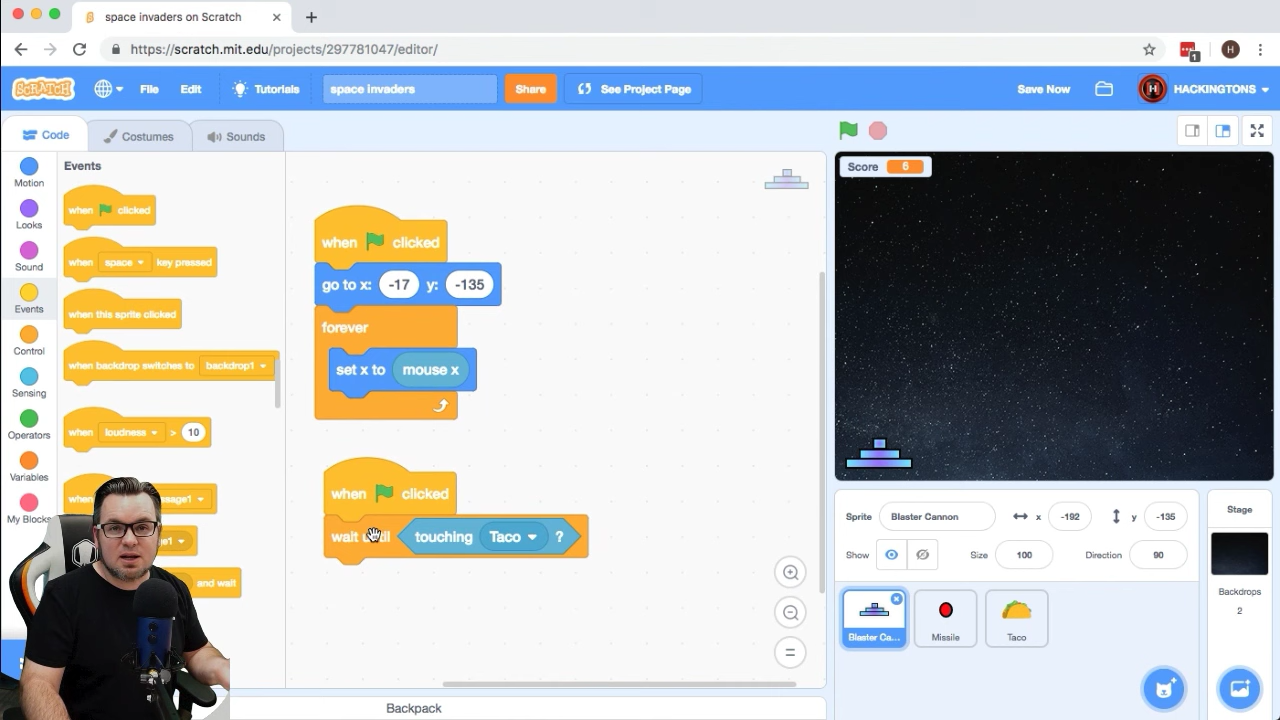 space invaders on Scratch
https://scratch.mit.edu/projects/297781047/editor/
1
H
SCRATCH
File
Edit
Tutorials
space invaders
Share
See Project Page
Save Now
H
HACKINGTONS
Code
Costumes
Sounds
Motion
Looks
Sound
Events
Control
Sensing
Operators
Variables
My Blocks
Events
when clicked
when space key pressed
when this sprite clicked
when backdrop switches to backdrop1
when loudness > 10
and wait
when clicked
go to x: -17 y: -135
forever
set x to mouse x
when clicked
wait until touching Taco ?
Score 6
Sprite Blaster Cannon x -192 y -135
Show Size 100 Direction 90
Blaster Ca...
Missile
Taco
Stage
Backdrops
2
Backpack